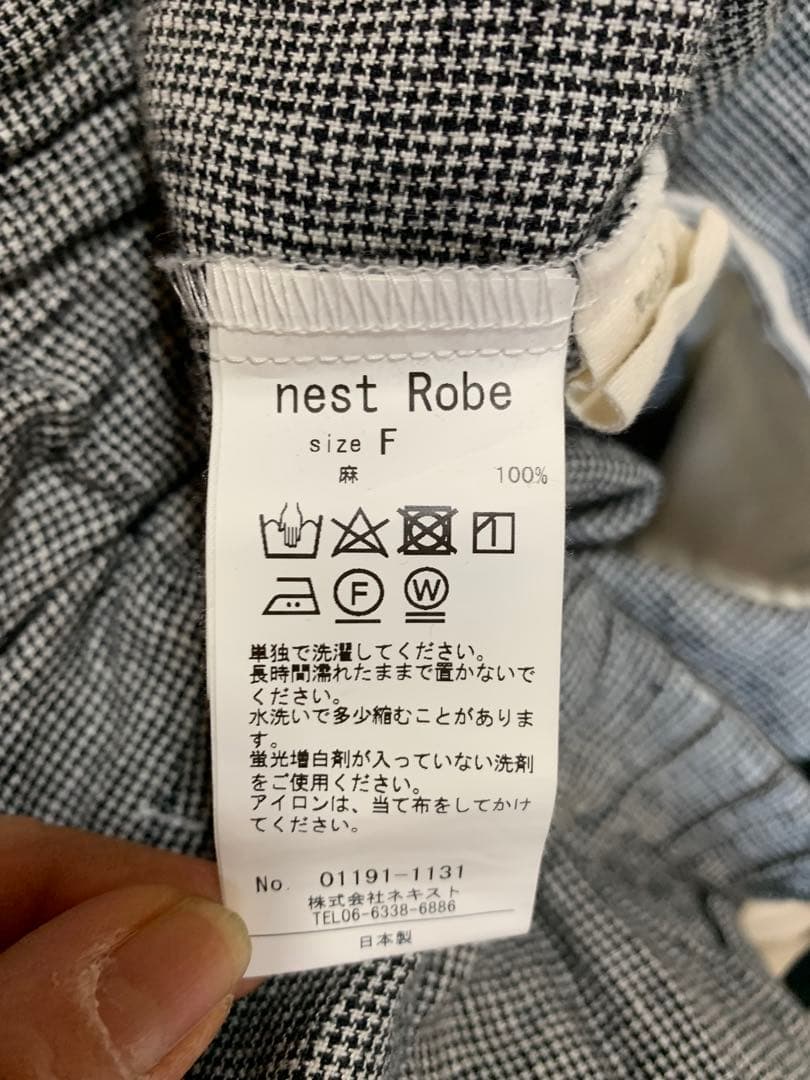 nest Robe
size F
麻 100%
F W
単独で洗濯してください。
長時間濡れたままで置かないで
ください。
水洗いで多少縮むことがありま
す。
蛍光増白剤が入っていない洗剤
をご使用ください。
アイロンは、当て布をしてかけ
てください。
No. 01191-1131
株式会社ネキスト
TEL06-6338-6886
日本製